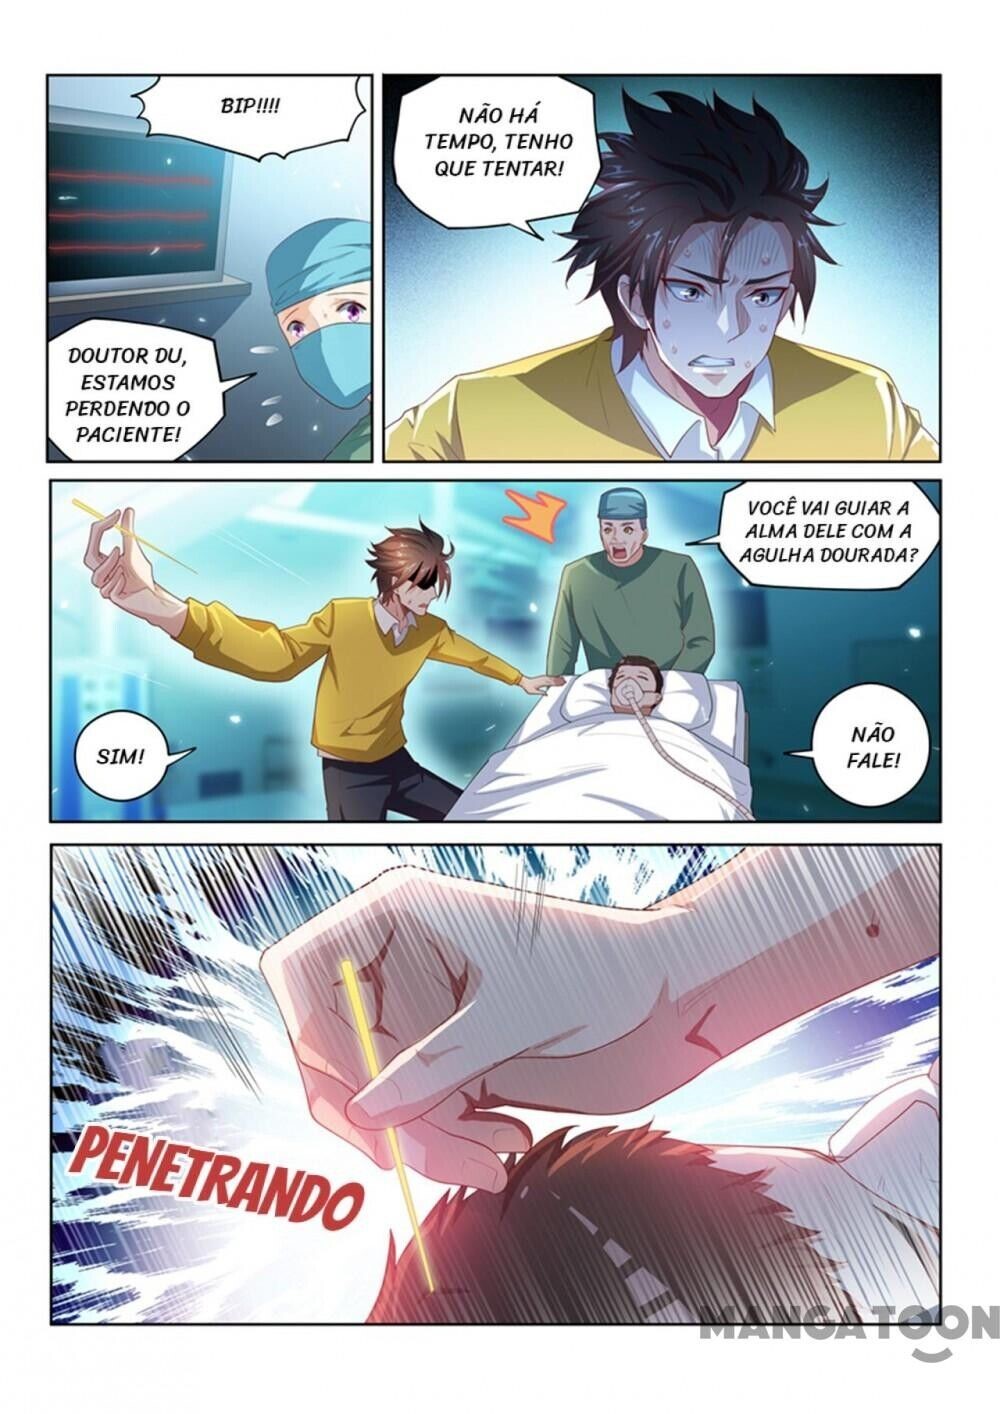 BIP!!!!
DOUTOR DU,
ESTAMOS
PERDENDO O
PACIENTE!
NÃO HÁ
TEMPO, TENHO
QUE TENTAR!
VOCÊ VAI GUIAR A
ALMA DELE COM A
AGULHA DOURADA?
SIM!
NÃO
FALE!
PENETRANDO
MANGATOON